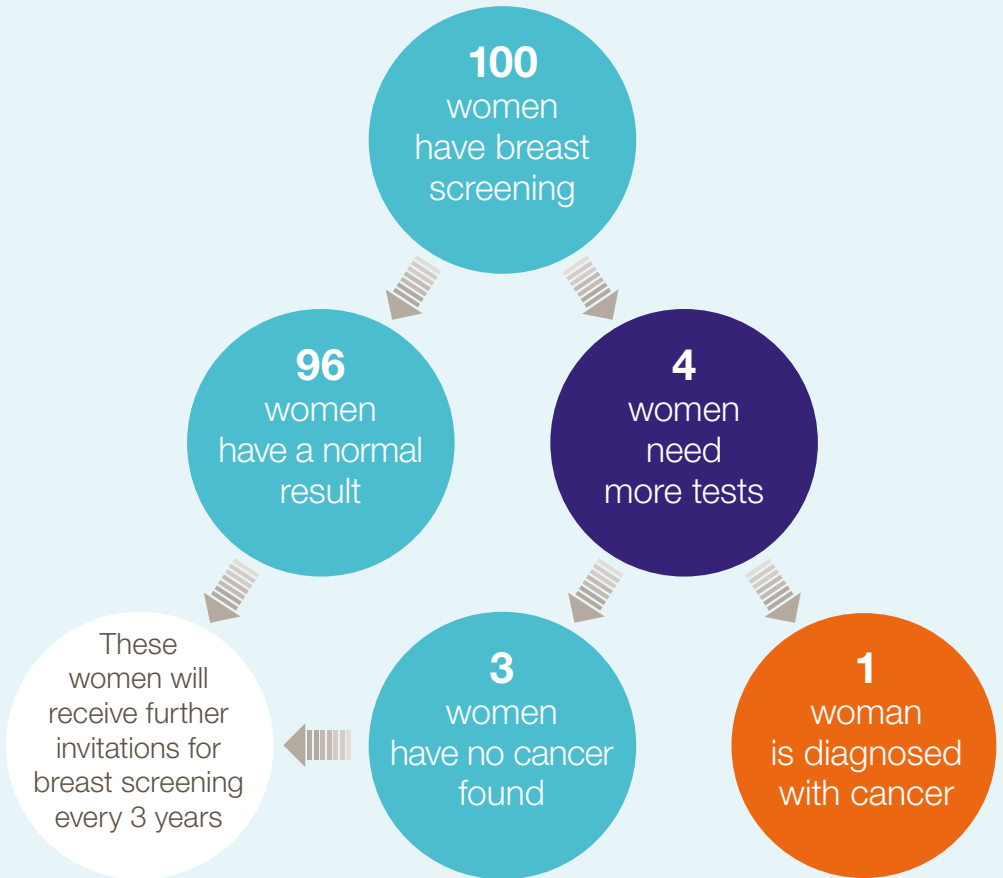 100
women
have breast
screening
96
women
have a normal
result
4
women
need
more tests
These
women will
receive further
invitations for
breast screening
every 3 years
3
women
have no cancer
found
1
woman
is diagnosed
with cancer